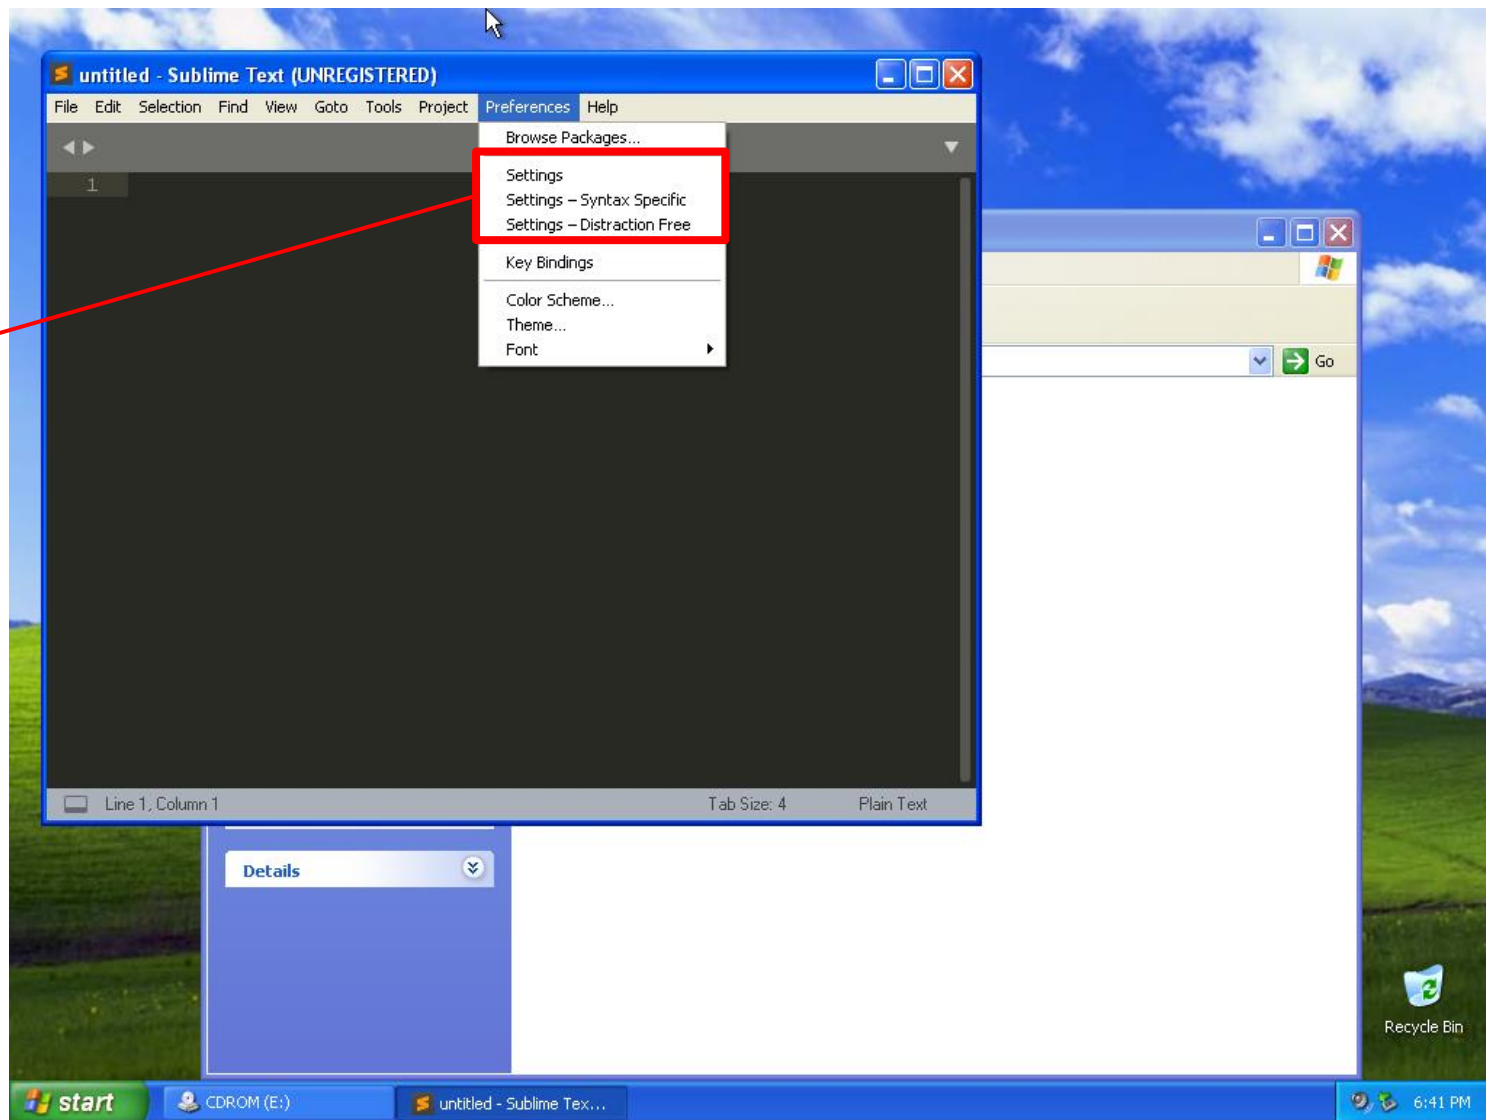 untitled - Sublime Text (UNREGISTERED)
File Edit Selection Find View Goto Tools Project Preferences Help
Browse Packages...
1
Settings
Settings – Syntax Specific
Settings – Distraction Free
Key Bindings
Color Scheme...
Theme...
Font
Go
Line 1, Column 1 Tab Size: 4 Plain Text
Details
Recycle Bin
start CDROM (E:) untitled - Sublime Tex... 6:41 PM